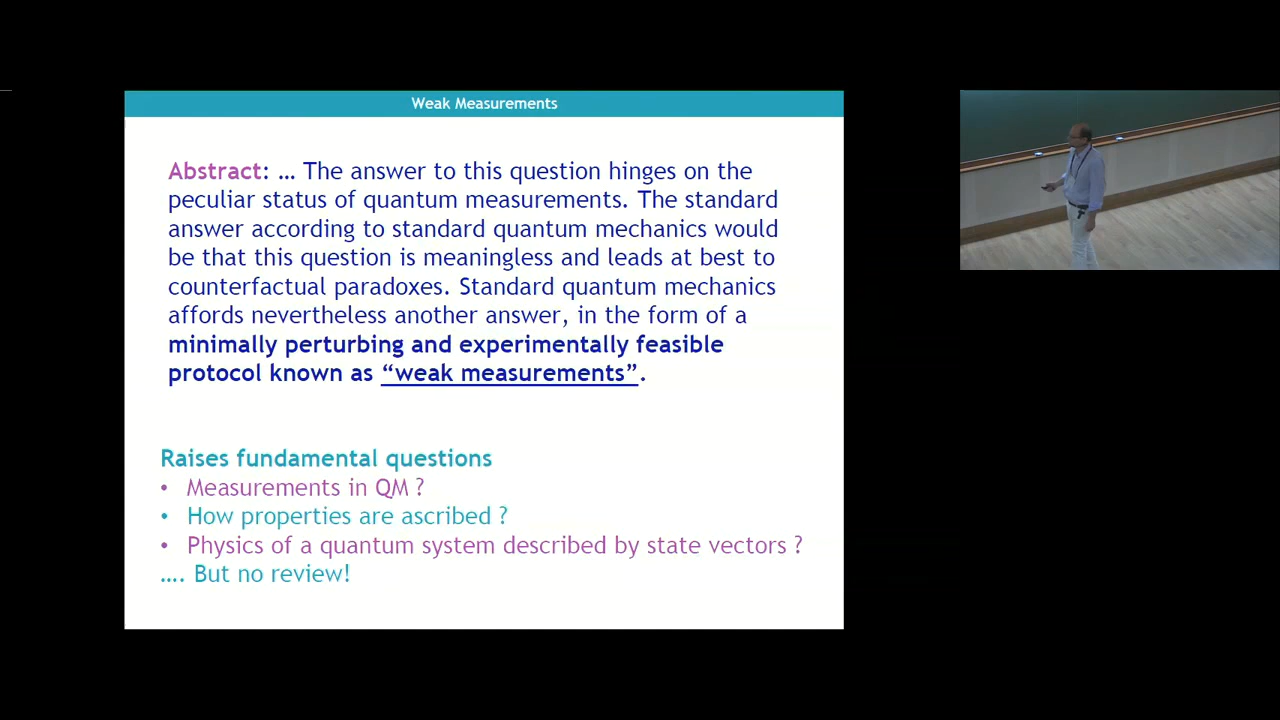 Weak Measurements
Abstract: … The answer to this question hinges on the
peculiar status of quantum measurements. The standard
answer according to standard quantum mechanics would
be that this question is meaningless and leads at best to
counterfactual paradoxes. Standard quantum mechanics
affords nevertheless another answer, in the form of a
minimally perturbing and experimentally feasible
protocol known as “weak measurements”.
Raises fundamental questions
• Measurements in QM ?
• How properties are ascribed ?
• Physics of a quantum system described by state vectors ?
…. But no review!